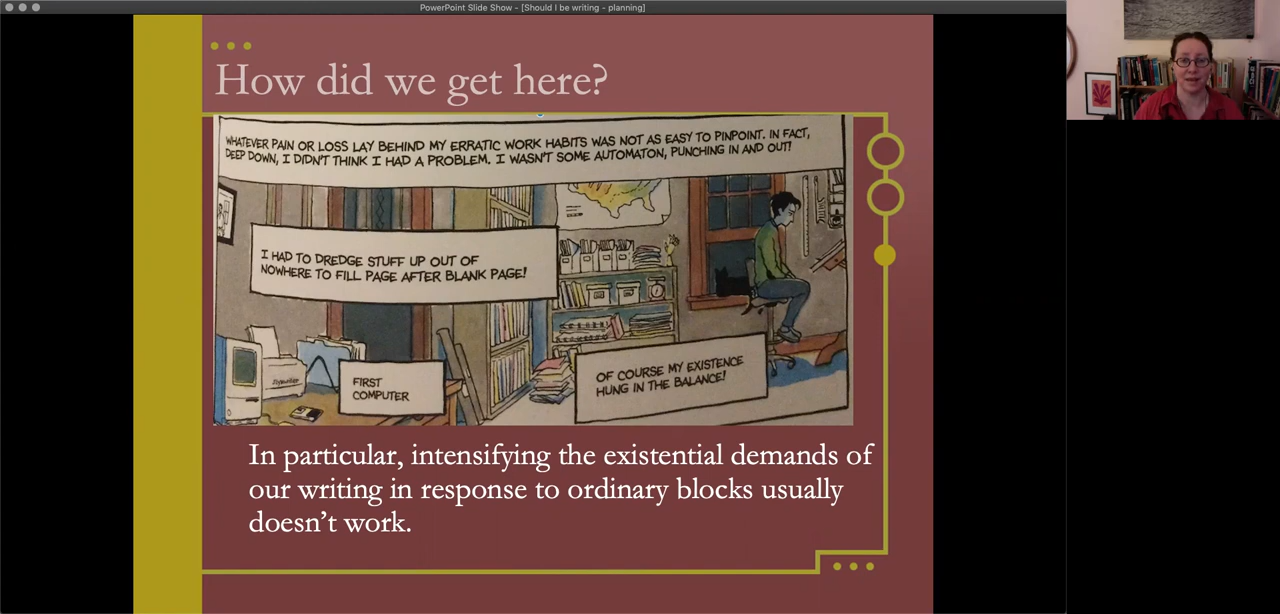 PowerPoint Slide Show - [Should I be writing - planning]
How did we get here?
WHATEVER PAIN OR LOSS LAY BEHIND MY ERRATIC WORK HABITS WAS NOT AS EASY TO PINPOINT. IN FACT,
DEEP DOWN, I DIDN'T THINK I HAD A PROBLEM. I WASN'T SOME AUTOMATON, PUNCHING IN AND OUT!
I HAD TO DREDGE STUFF UP OUT OF
NOWHERE TO FILL PAGE AFTER BLANK PAGE!
FIRST
COMPUTER
OF COURSE MY EXISTENCE
HUNG IN THE BALANCE!
In particular, intensifying the existential demands of
our writing in response to ordinary blocks usually
doesn't work.